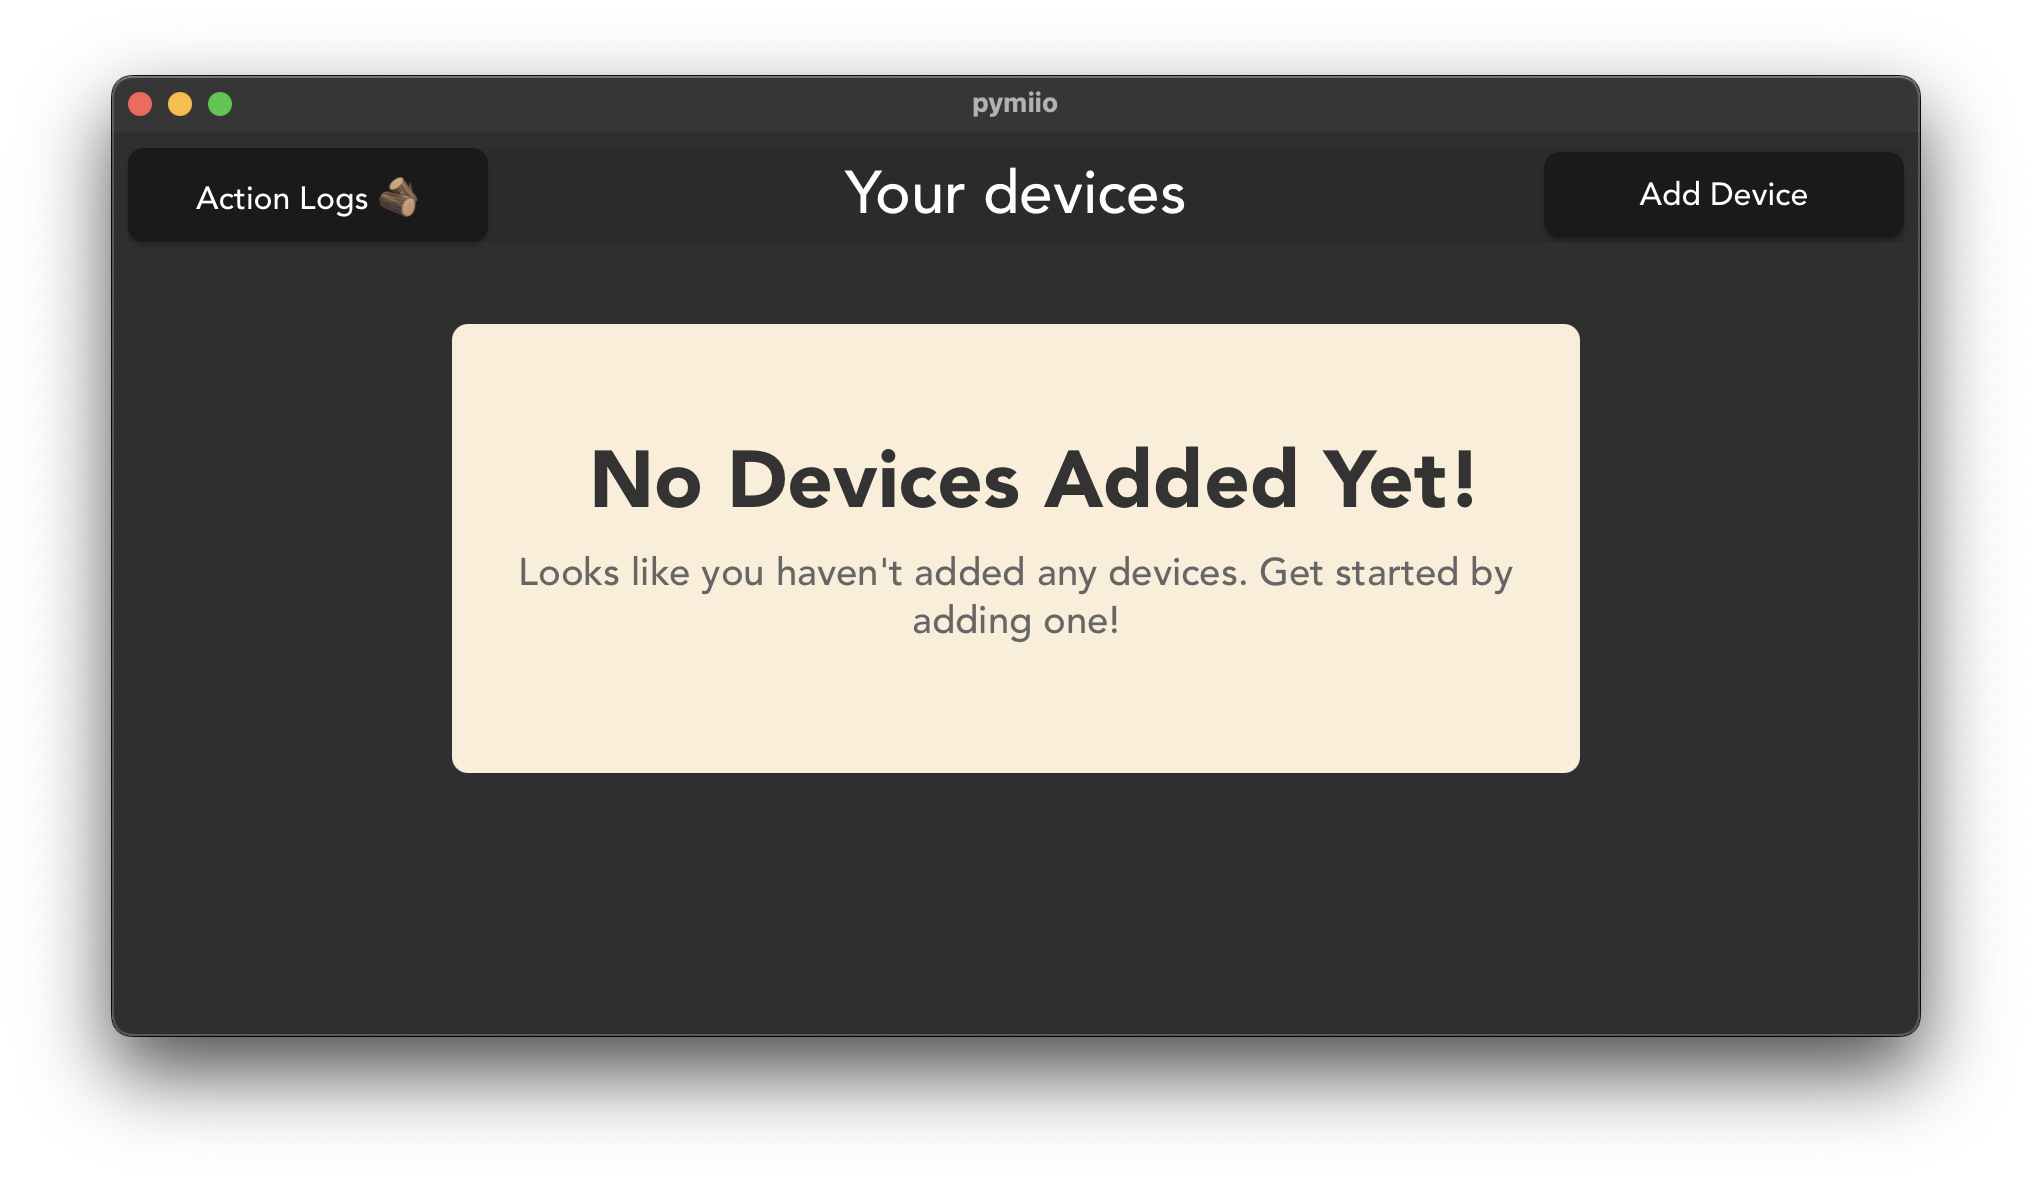 pymiio
Action Logs 🪵
Your devices
Add Device
No Devices Added Yet!
Looks like you haven't added any devices. Get started by
adding one!